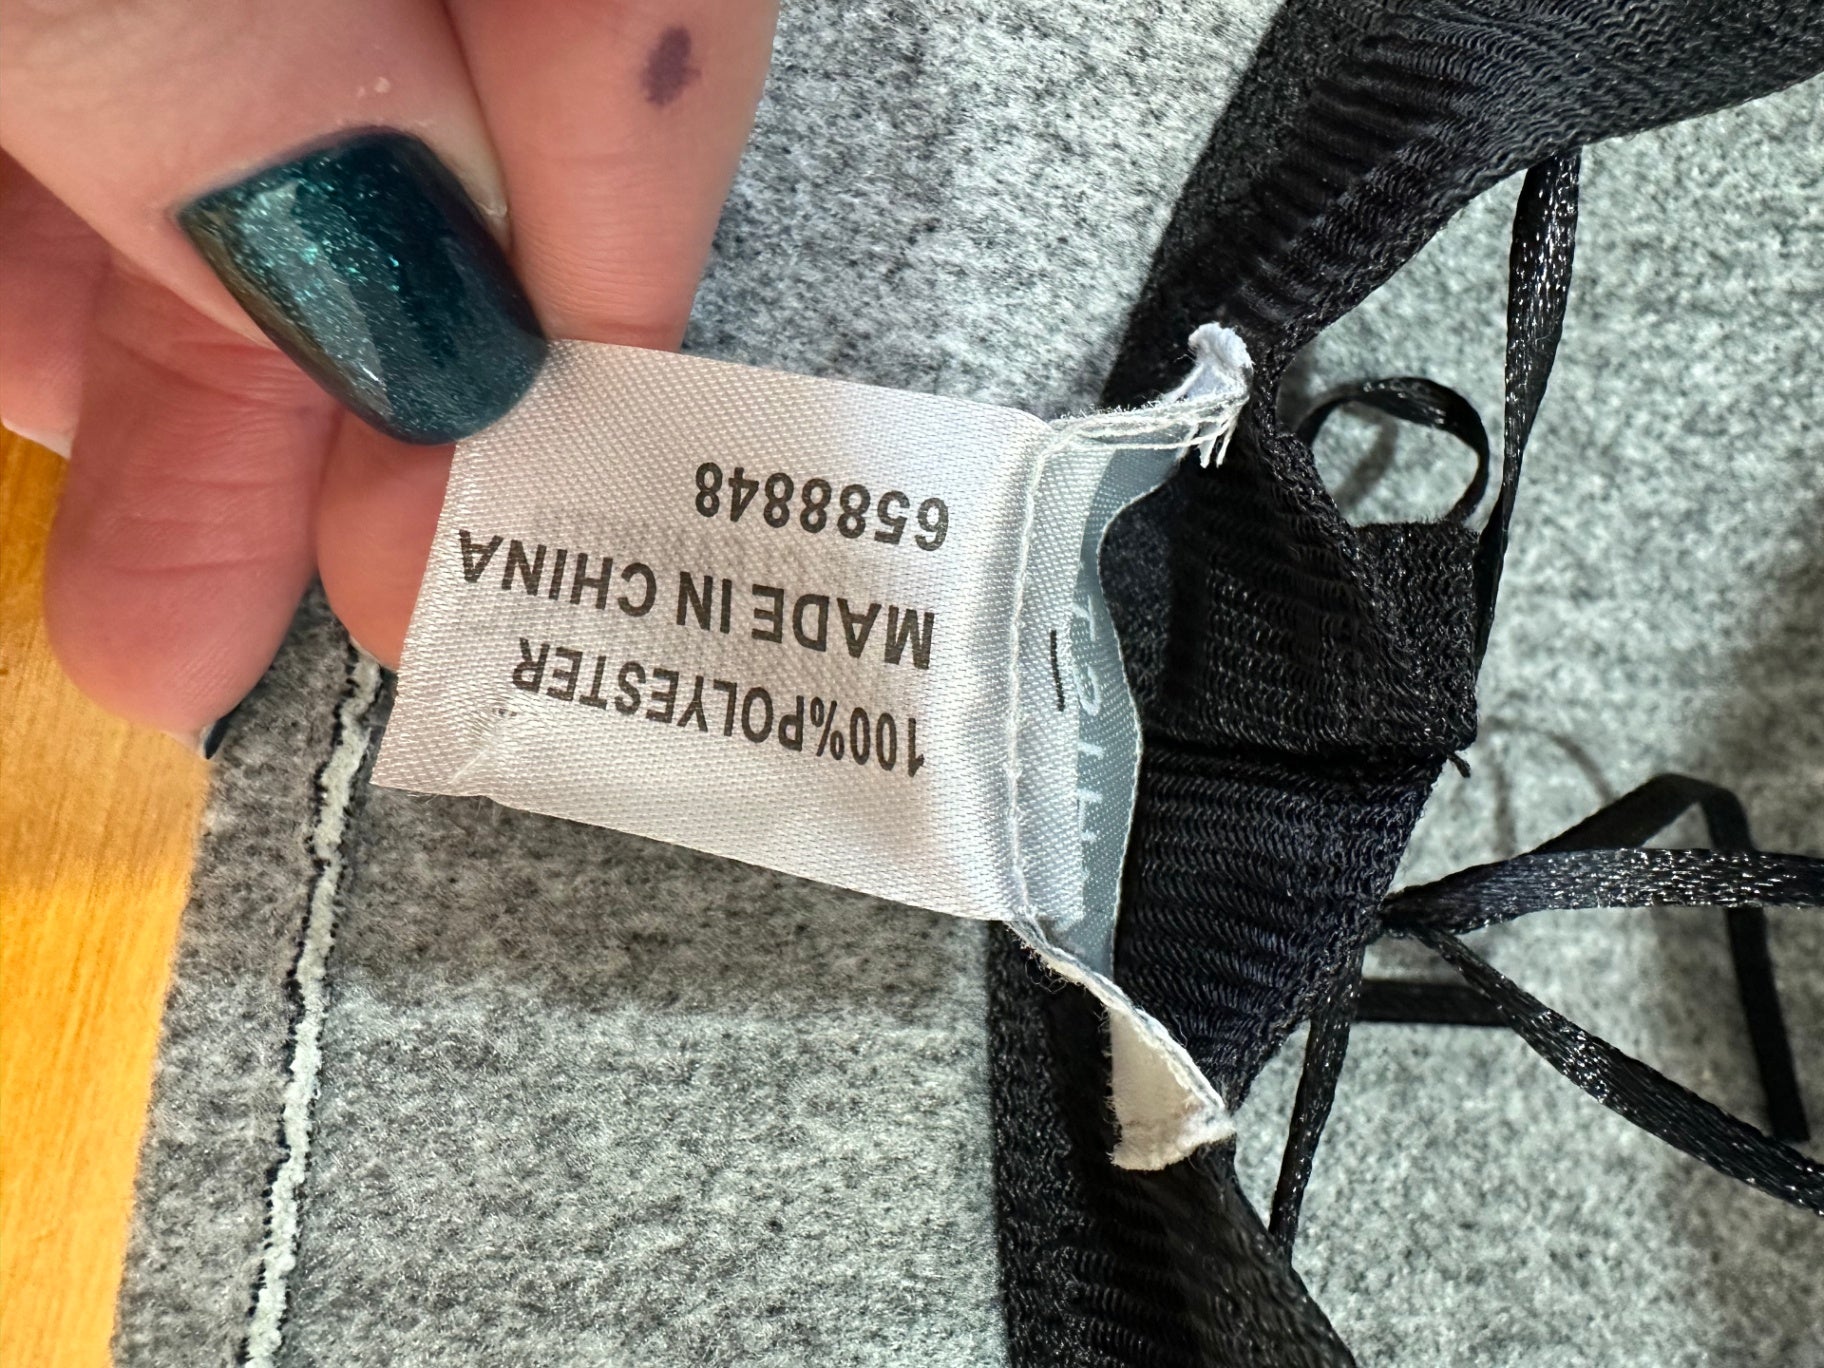 100%POLYESTER
MADE IN CHINA
6588848